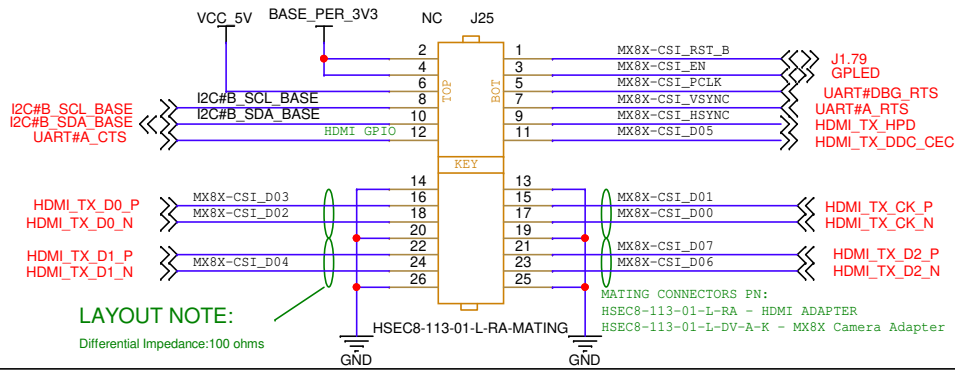 VCC_5V BASE_PER_3V3 NC J25
2 1 MX8X-CSI_RST_B J1.79
4 3 MX8X-CSI_EN GPLED
6 5 MX8X-CSI_PCLK UART#DBG_RTS
I2C#B_SCL_BASE I2C#B_SCL_BASE 8 7 MX8X-CSI_VSYNC UART#A_RTS
I2C#B_SDA_BASE I2C#B_SDA_BASE 10 9 MX8X-CSI_HSYNC HDMI_TX_HPD
UART#A_CTS HDMI GPIO 12 11 MX8X-CSI_D05 HDMI_TX_DDC_CEC
TOP BOT
KEY
14 13
HDMI_TX_D0_P MX8X-CSI_D03 16 15 MX8X-CSI_D01 HDMI_TX_CK_P
HDMI_TX_D0_N MX8X-CSI_D02 18 17 MX8X-CSI_D00 HDMI_TX_CK_N
20 19
HDMI_TX_D1_P 22 21 MX8X-CSI_D07 HDMI_TX_D2_P
HDMI_TX_D1_N MX8X-CSI_D04 24 23 MX8X-CSI_D06 HDMI_TX_D2_N
26 25
LAYOUT NOTE:
Differential Impedance:100 ohms
HSEC8-113-01-L-RA-MATING
GND GND
MATING CONNECTORS PN:
HSEC8-113-01-L-RA - HDMI ADAPTER
HSEC8-113-01-L-DV-A-K - MX8X Camera Adapter